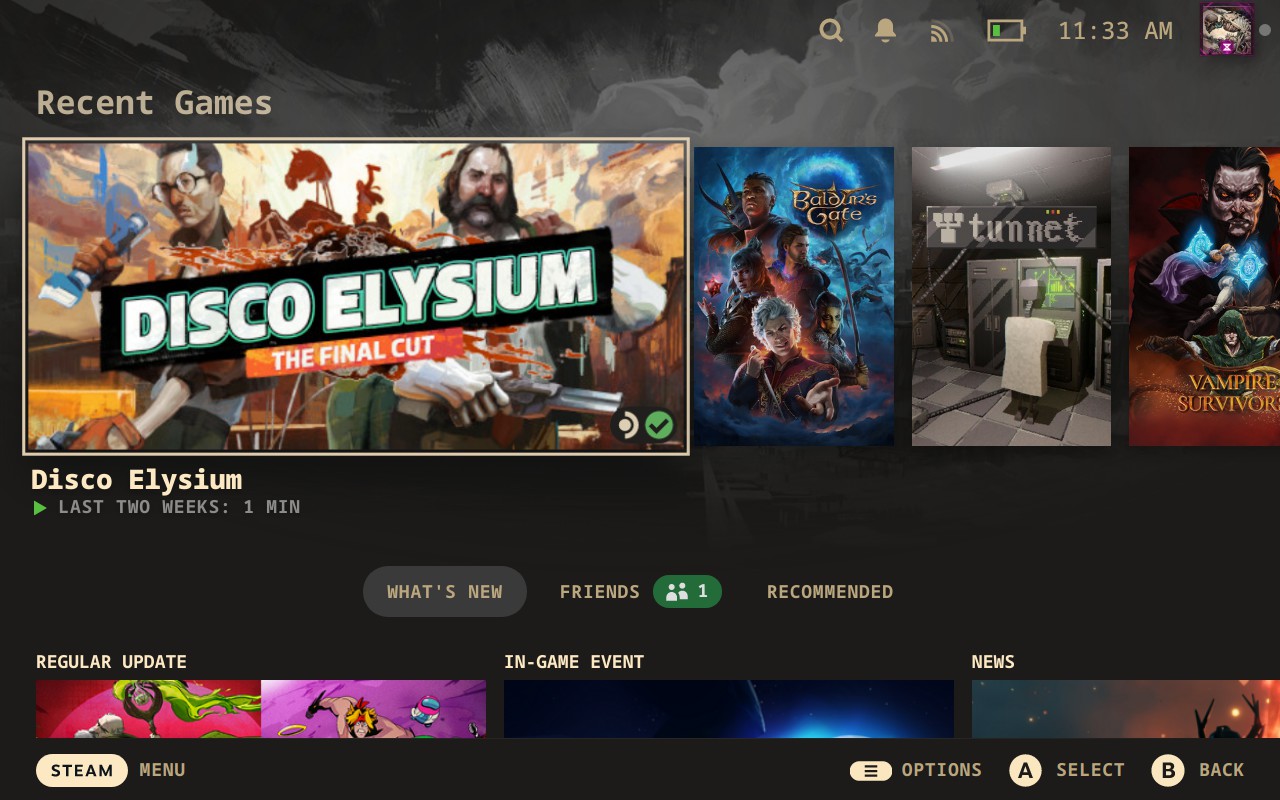 11:33 AM
Recent Games
DISCO ELYSIUM
THE FINAL CUT
Baldur's
Gate
tunnet
VAMPIRE
SURVIVORS
Disco Elysium
LAST TWO WEEKS: 1 MIN
WHAT'S NEW
FRIENDS
1
RECOMMENDED
REGULAR UPDATE
IN-GAME EVENT
NEWS
STEAM
MENU
OPTIONS
A
SELECT
B
BACK